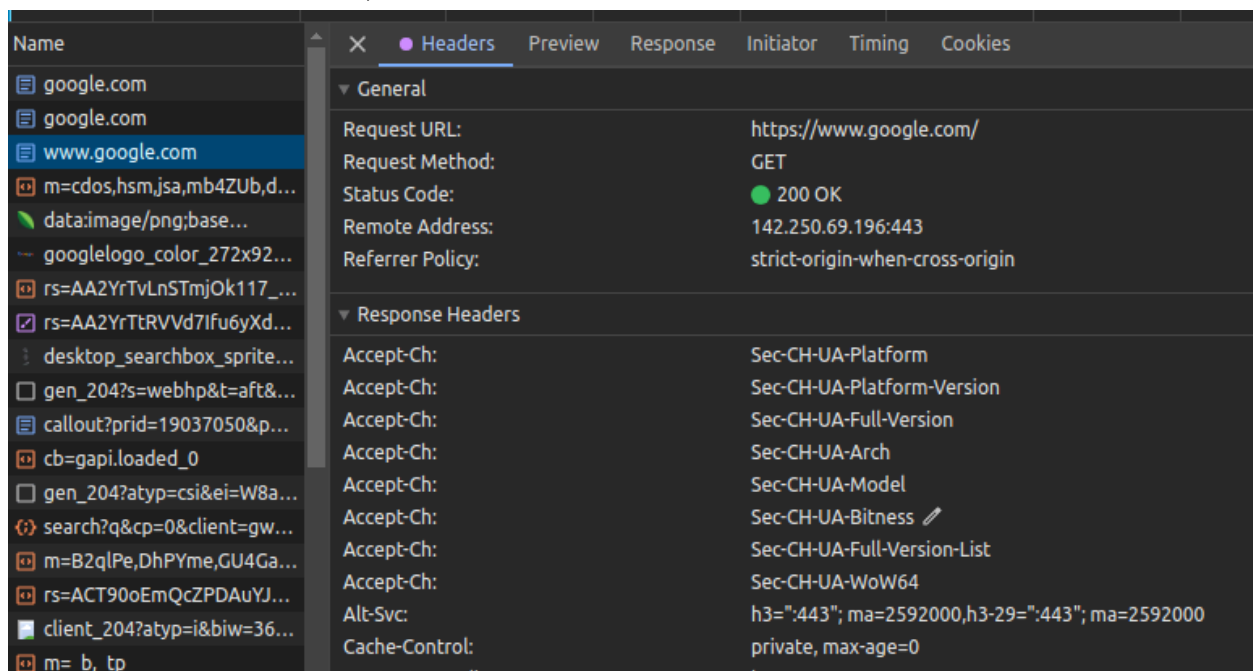 Name
google.com
google.com
www.google.com
m=cdos,hsm,jsa,mb4ZUb,d...
data:image/png;base...
googlelogo_color_272x92...
rs=AA2YrTvLnSTmjOk117_...
rs=AA2YrTtRVVd7Ifu6yXd...
desktop_searchbox_sprite...
gen_204?s=webhp&t=aft&...
callout?prid=19037050&p...
cb=gapi.loaded_0
gen_204?atyp=csi&ei=W8a...
search?q&cp=0&client=gw...
m=B2qlPe,DhPYme,GU4Ga...
rs=ACT90oEmQcZPDAuYJ...
client_204?atyp=i&biw=36...
m=_b,_tp
Headers Preview Response Initiator Timing Cookies
General
Request URL: https://www.google.com/
Request Method: GET
Status Code: 200 OK
Remote Address: 142.250.69.196:443
Referrer Policy: strict-origin-when-cross-origin
Response Headers
Accept-Ch: Sec-CH-UA-Platform
Accept-Ch: Sec-CH-UA-Platform-Version
Accept-Ch: Sec-CH-UA-Full-Version
Accept-Ch: Sec-CH-UA-Arch
Accept-Ch: Sec-CH-UA-Model
Accept-Ch: Sec-CH-UA-Bitness
Accept-Ch: Sec-CH-UA-Full-Version-List
Accept-Ch: Sec-CH-UA-WoW64
Alt-Svc: h3=":443"; ma=2592000,h3-29=":443"; ma=2592000
Cache-Control: private, max-age=0